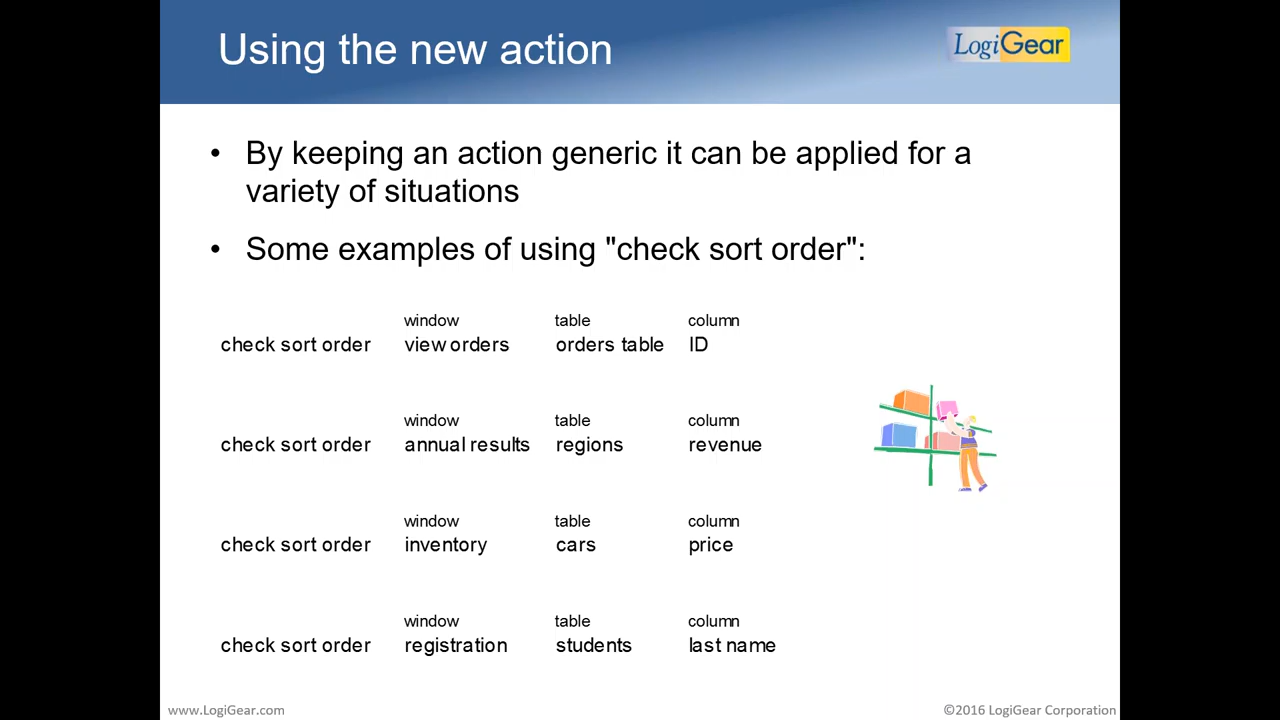 Using the new action
LogiGear
• By keeping an action generic it can be applied for a
variety of situations
• Some examples of using "check sort order":
window table column
check sort order view orders orders table ID
window table column
check sort order annual results regions revenue
window table column
check sort order inventory cars price
window table column
check sort order registration students last name
www.LogiGear.com ©2016 LogiGear Corporation